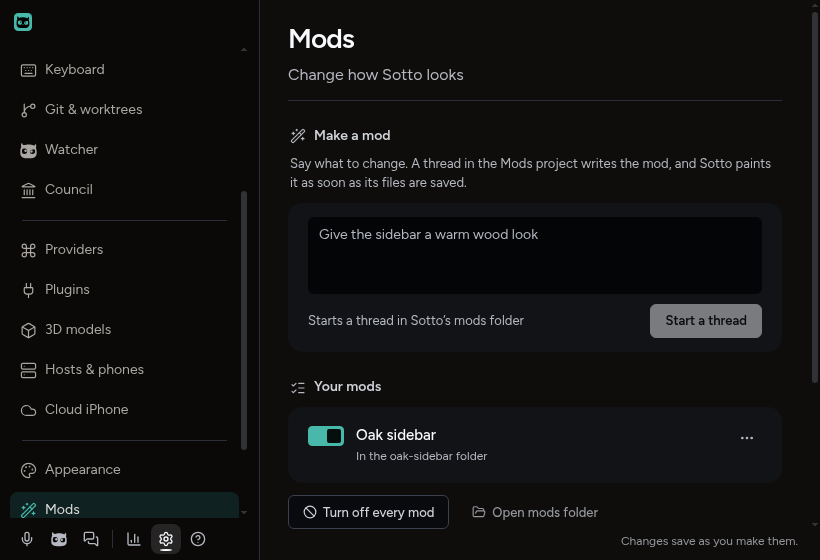 Keyboard
Git & worktrees
Watcher
Council
Providers
Plugins
3D models
Hosts & phones
Cloud iPhone
Appearance
Mods
Mods
Change how Sotto looks
Make a mod
Say what to change. A thread in the Mods project writes the mod, and Sotto paints
it as soon as its files are saved.
Give the sidebar a warm wood look
Starts a thread in Sotto's mods folder
Start a thread
Your mods
Oak sidebar
In the oak-sidebar folder
Turn off every mod
Open mods folder
Changes save as you make them.